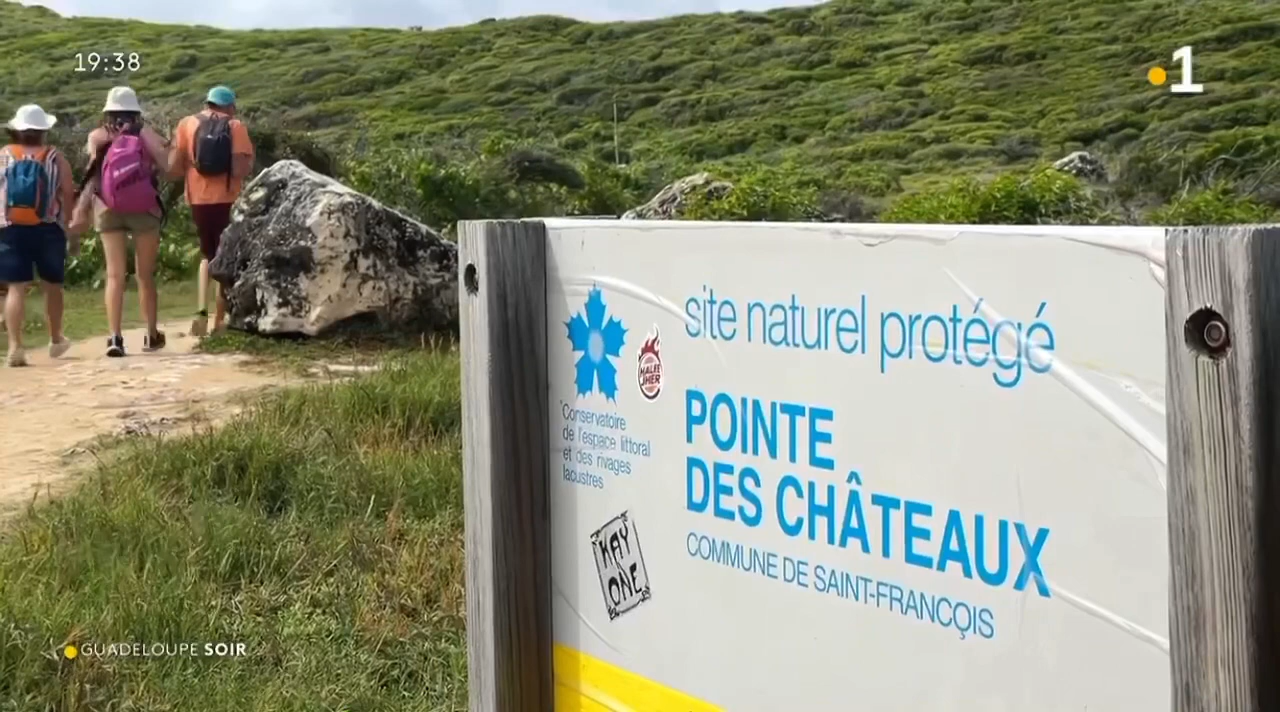 19:38
1
site naturel protégé
POINTE
DES CHÂTEAUX
COMMUNE DE SAINT-FRANÇOIS
Conservatoire
de l'espace littoral
et des rivages
lacustres
KAY
ONE
GUADELOUPE SOIR